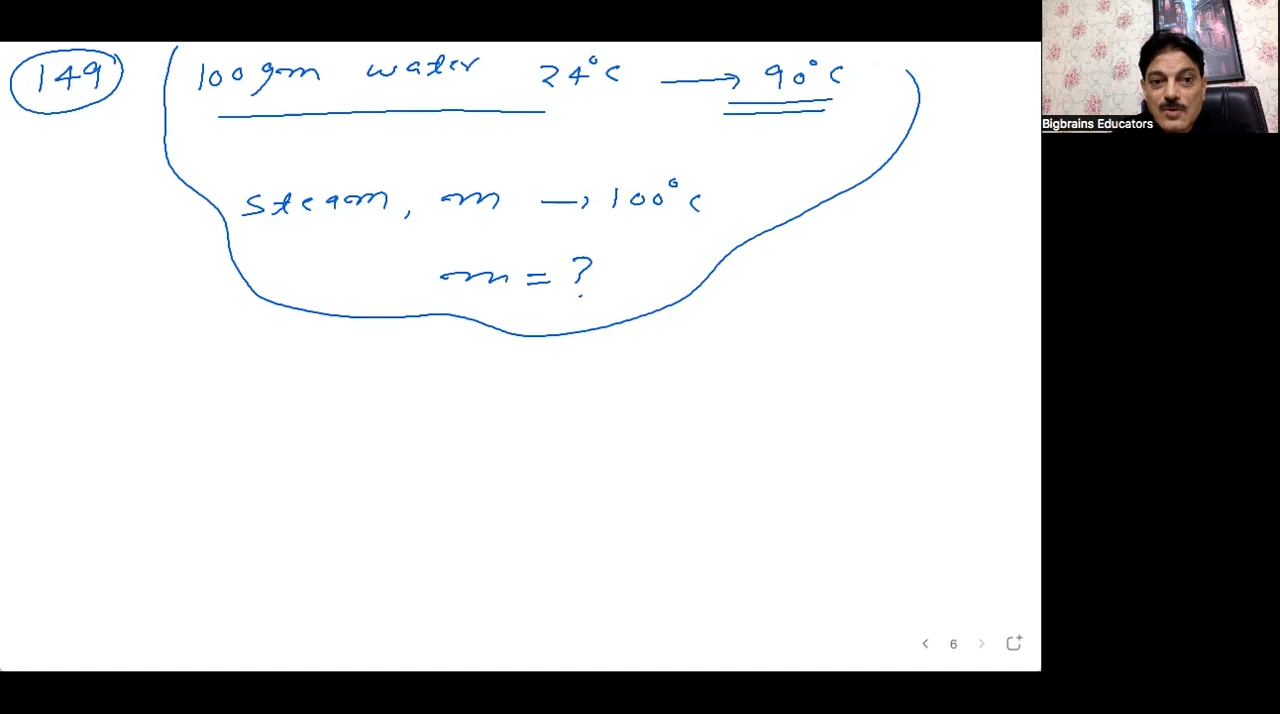 149
100 gm water 24°C → 90°C
steam, m → 100°C
m = ?
Bigbrains Educators
6